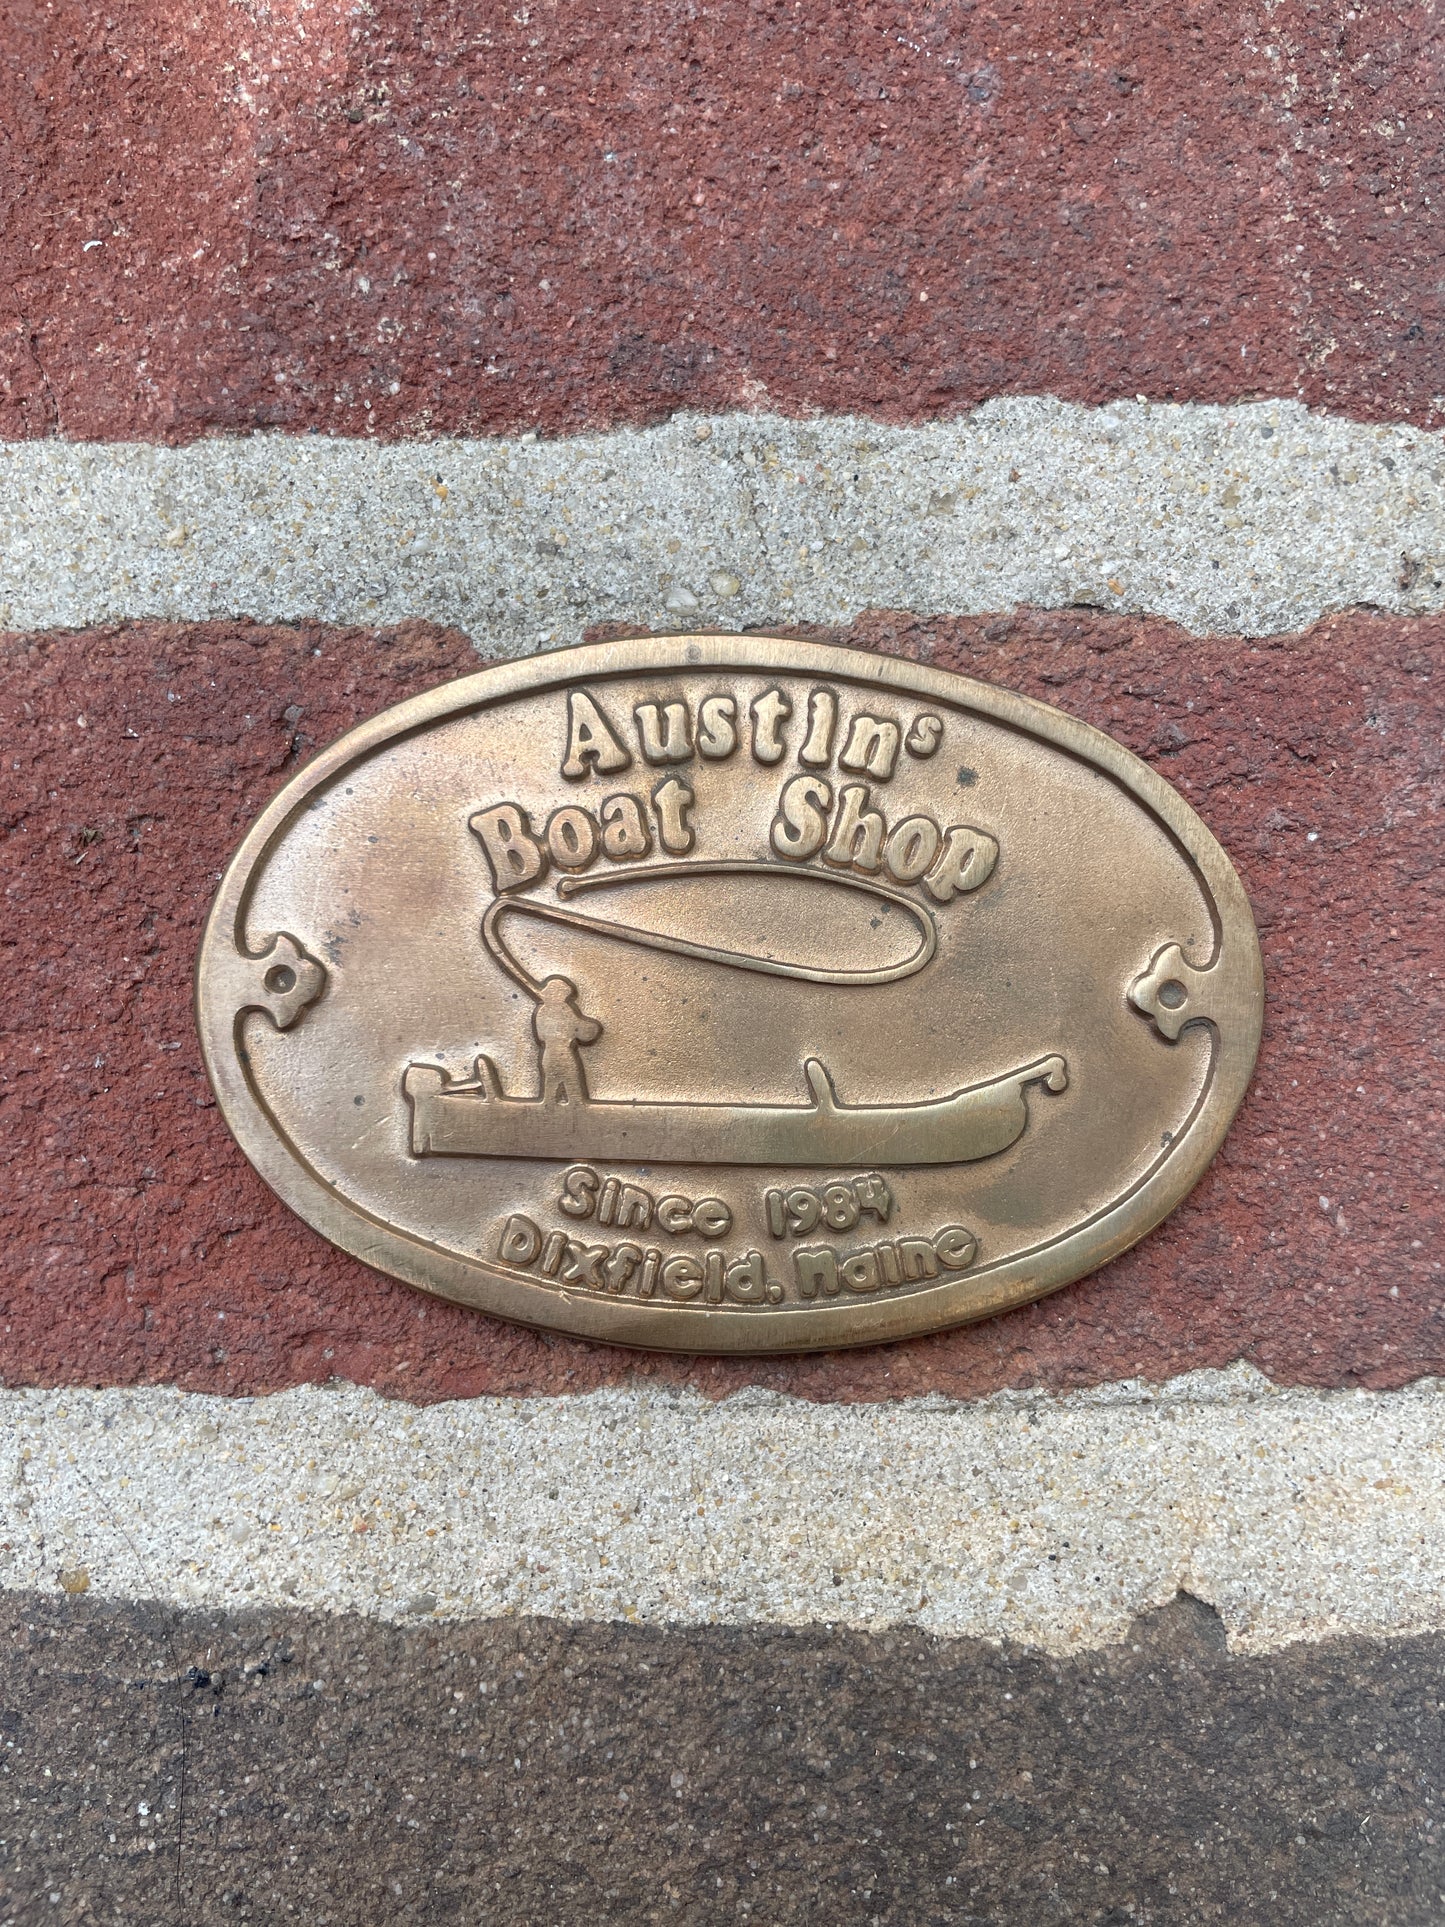 Austin's
Boat Shop
Since 1984
Dixfield, Maine